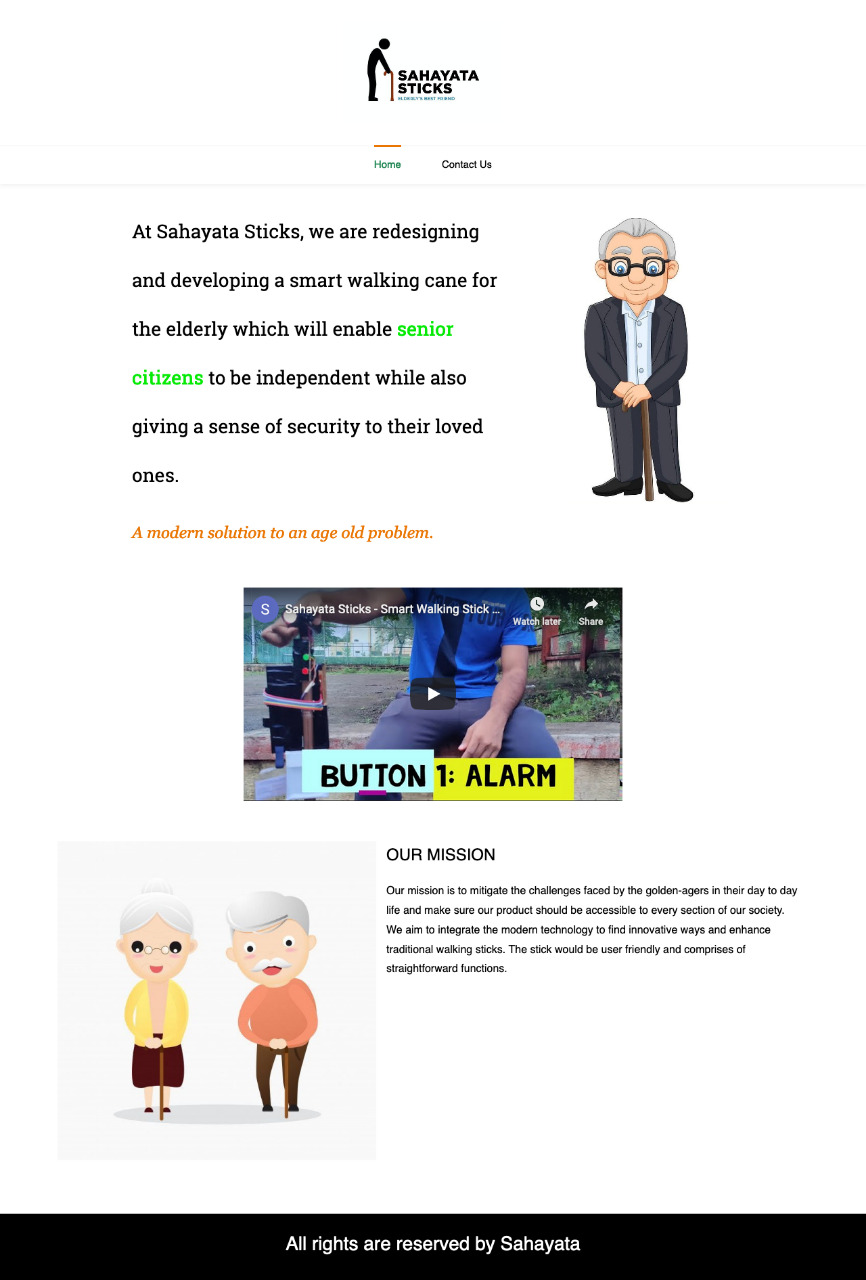 SAHAYATA
STICKS
ELDERLY'S BEST FRIEND
Home
Contact Us
At Sahayata Sticks, we are redesigning
and developing a smart walking cane for
the elderly which will enable senior
citizens to be independent while also
giving a sense of security to their loved
ones.
A modern solution to an age old problem.
S
Sahayata Sticks - Smart Walking Stick ...
Watch later
Share
BUTTON 1: ALARM
OUR MISSION
Our mission is to mitigate the challenges faced by the golden-agers in their day to day
life and make sure our product should be accessible to every section of our society.
We aim to integrate the modern technology to find innovative ways and enhance
traditional walking sticks. The stick would be user friendly and comprises of
straightforward functions.
All rights are reserved by Sahayata